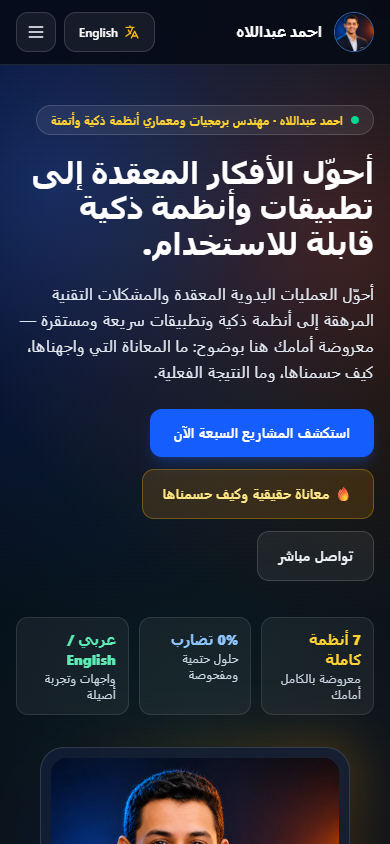 احمد عبداللاه
English
احمد عبداللاه - مهندس برمجيات ومعماري أنظمة ذكية وأتمتة
أحوّل الأفكار المعقدة إلى
تطبيقات وأنظمة ذكية
قابلة للاستخدام.
أحوّل العمليات اليدوية المعقدة والمشكلات التقنية
المرهقة إلى أنظمة ذكية وتطبيقات سريعة ومستقرة —
معروضة أمامك هنا بوضوح: ما المعاناة التي واجهناها،
كيف حسمناها، وما النتيجة الفعلية.
استكشف المشاريع السبعة الآن
🔥 معاناة حقيقية وكيف حسمناها
تواصل مباشر
7 أنظمة
كاملة
معروضة بالكامل
أمامك
0% تضارب
حلول حتمية
ومفحوصة
عربي /
English
واجهات وتجربة
أصيلة